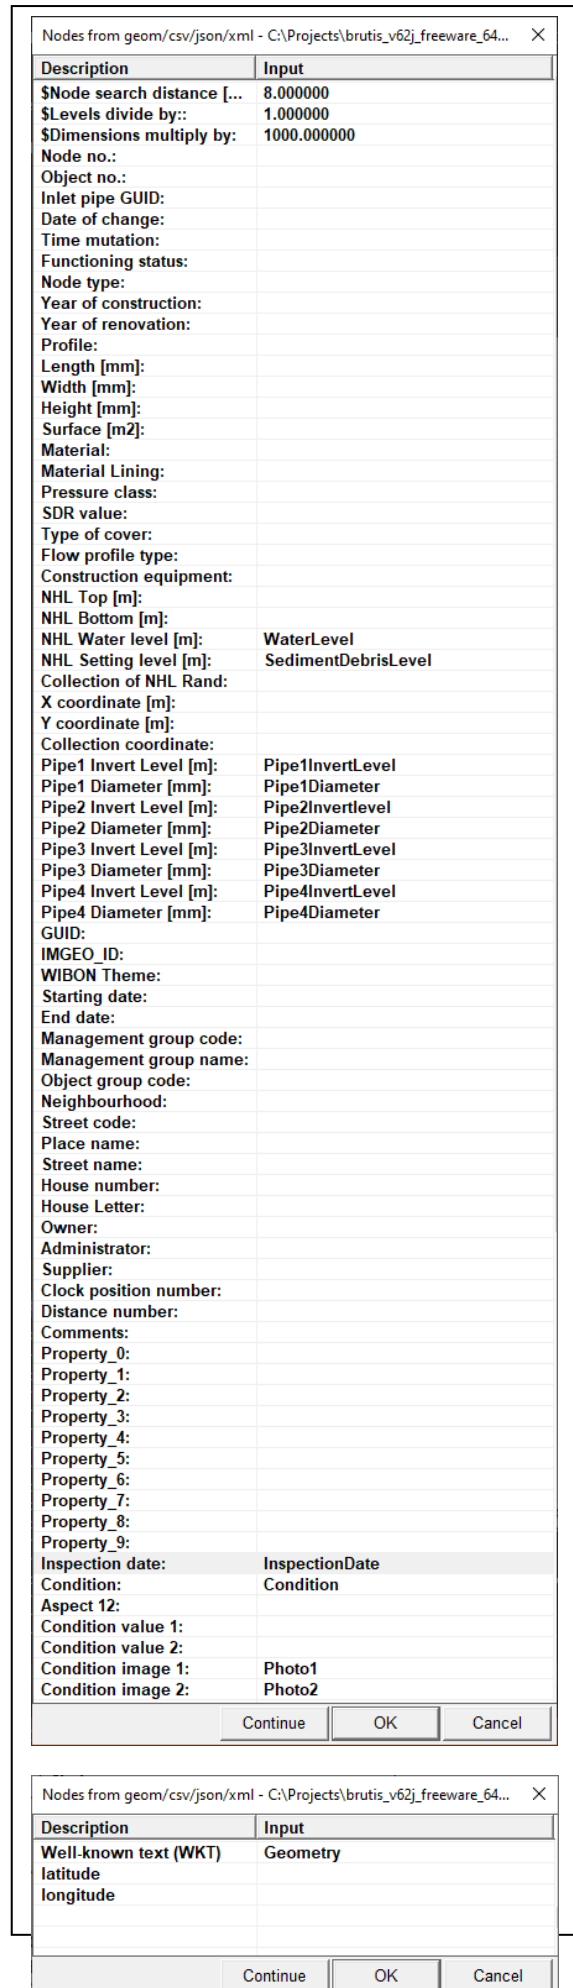 Nodes from geom/csv/json/xml - C:\Projects\brutis_v62j_freeware_64...
Description Input
$Node search distance [... 8.000000
$Levels divide by:: 1.000000
$Dimensions multiply by: 1000.000000
Node no.:
Object no.:
Inlet pipe GUID:
Date of change:
Time mutation:
Functioning status:
Node type:
Year of construction:
Year of renovation:
Profile:
Length [mm]:
Width [mm]:
Height [mm]:
Surface [m2]:
Material:
Material Lining:
Pressure class:
SDR value:
Type of cover:
Flow profile type:
Construction equipment:
NHL Top [m]:
NHL Bottom [m]:
NHL Water level [m]: WaterLevel
NHL Setting level [m]: SedimentDebrisLevel
Collection of NHL Rand:
X coordinate [m]:
Y coordinate [m]:
Collection coordinate:
Pipe1 Invert Level [m]: Pipe1InvertLevel
Pipe1 Diameter [mm]: Pipe1Diameter
Pipe2 Invert Level [m]: Pipe2Invertlevel
Pipe2 Diameter [mm]: Pipe2Diameter
Pipe3 Invert Level [m]: Pipe3InvertLevel
Pipe3 Diameter [mm]: Pipe3Diameter
Pipe4 Invert Level [m]: Pipe4InvertLevel
Pipe4 Diameter [mm]: Pipe4Diameter
GUID:
IMGEO_ID:
WIBON Theme:
Starting date:
End date:
Management group code:
Management group name:
Object group code:
Neighbourhood:
Street code:
Place name:
Street name:
House number:
House Letter:
Owner:
Administrator:
Supplier:
Clock position number:
Distance number:
Comments:
Property_0:
Property_1:
Property_2:
Property_3:
Property_4:
Property_5:
Property_6:
Property_7:
Property_8:
Property_9:
Inspection date: InspectionDate
Condition: Condition
Aspect 12:
Condition value 1:
Condition value 2:
Condition image 1: Photo1
Condition image 2: Photo2
Continue OK Cancel
Nodes from geom/csv/json/xml - C:\Projects\brutis_v62j_freeware_64...
Description Input
Well-known text (WKT) Geometry
latitude
longitude
Continue OK Cancel